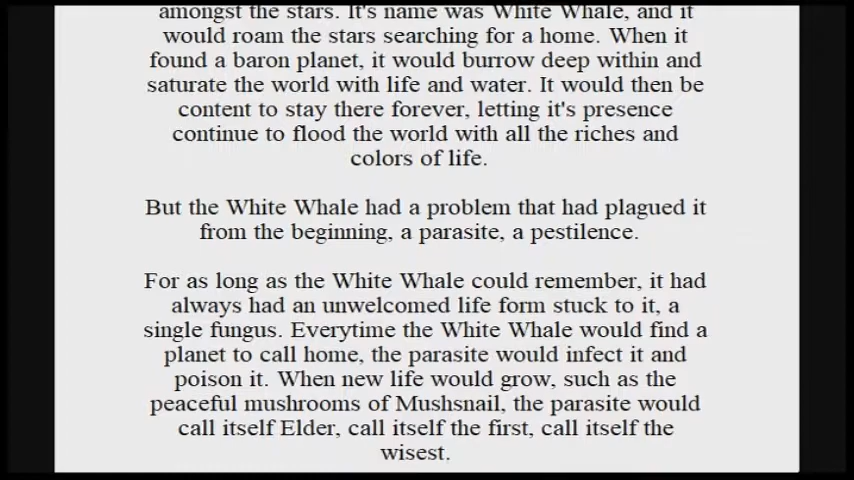 amongst the stars. It's name was White Whale, and it
would roam the stars searching for a home. When it
found a baron planet, it would burrow deep within and
saturate the world with life and water. It would then be
content to stay there forever, letting it's presence
continue to flood the world with all the riches and
colors of life.
But the White Whale had a problem that had plagued it
from the beginning, a parasite, a pestilence.
For as long as the White Whale could remember, it had
always had an unwelcomed life form stuck to it, a
single fungus. Everytime the White Whale would find a
planet to call home, the parasite would infect it and
poison it. When new life would grow, such as the
peaceful mushrooms of Mushsnail, the parasite would
call itself Elder, call itself the first, call itself the
wisest.